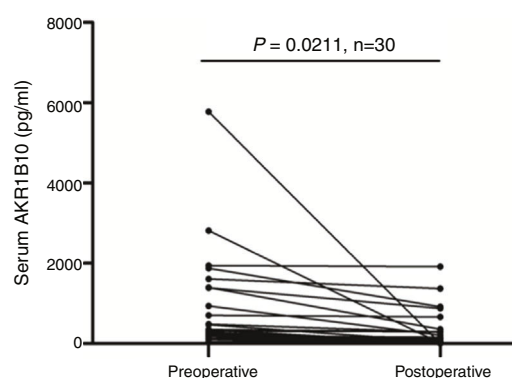 8000
P = 0.0211, n=30
6000
4000
2000
0
Serum AKR1B10 (pg/ml)
Preoperative
Postoperative